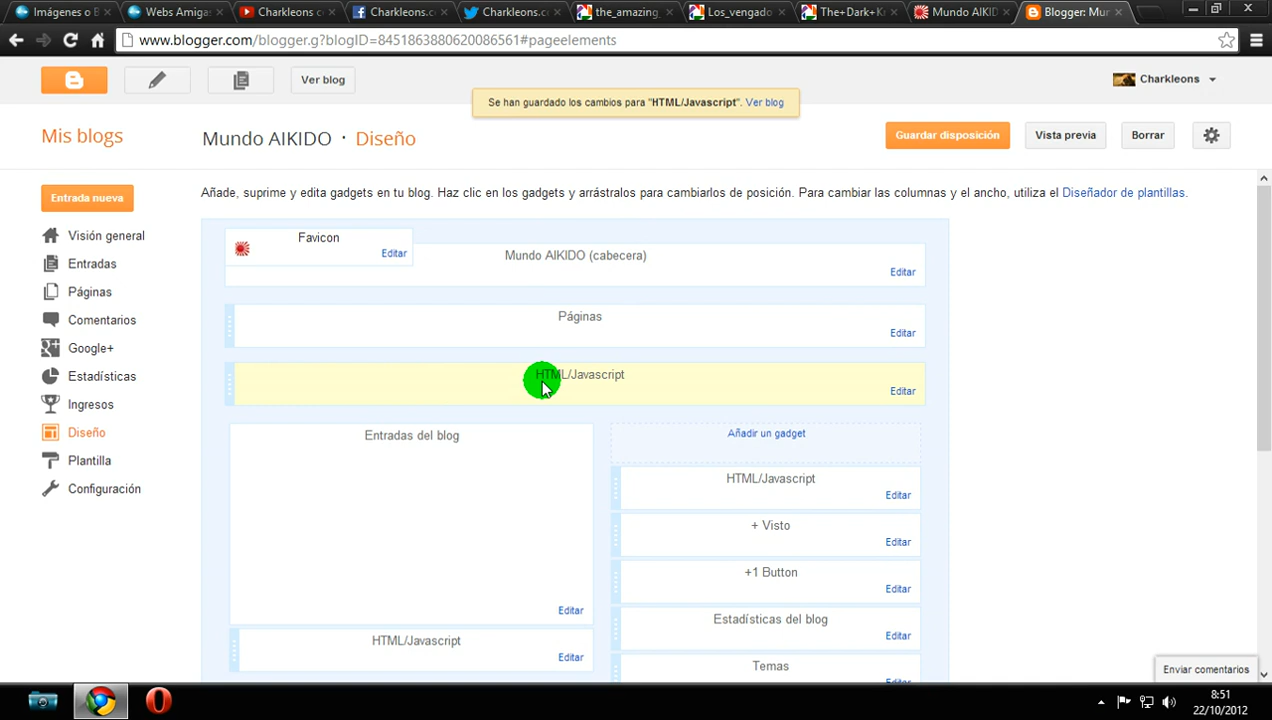 Imágenes o B
Webs Amigas
Charkleons c
Charkleons.c
Charkleons.c
the_amazing
Los_vengado
The+Dark+K
Mundo AIKID
Blogger: Mun
www.blogger.com/blogger.g?blogID=8451863880620086561#pageelements
Ver blog
Charkleons
Se han guardado los cambios para "HTML/Javascript". Ver blog
Mis blogs
Mundo AIKIDO · Diseño
Guardar disposición
Vista previa
Borrar
Añade, suprime y edita gadgets en tu blog. Haz clic en los gadgets y arrástralos para cambiarlos de posición. Para cambiar las columnas y el ancho, utiliza el Diseñador de plantillas.
Entrada nueva
Visión general
Entradas
Páginas
Comentarios
Google+
Estadísticas
Ingresos
Diseño
Plantilla
Configuración
Favicon
Editar
Mundo AIKIDO (cabecera)
Editar
Páginas
Editar
HTML/Javascript
Editar
Entradas del blog
Editar
HTML/Javascript
Editar
Añadir un gadget
HTML/Javascript
Editar
+ Visto
Editar
+1 Button
Editar
Estadísticas del blog
Editar
Temas
Editar
Enviar comentarios
8:51
22/10/2012